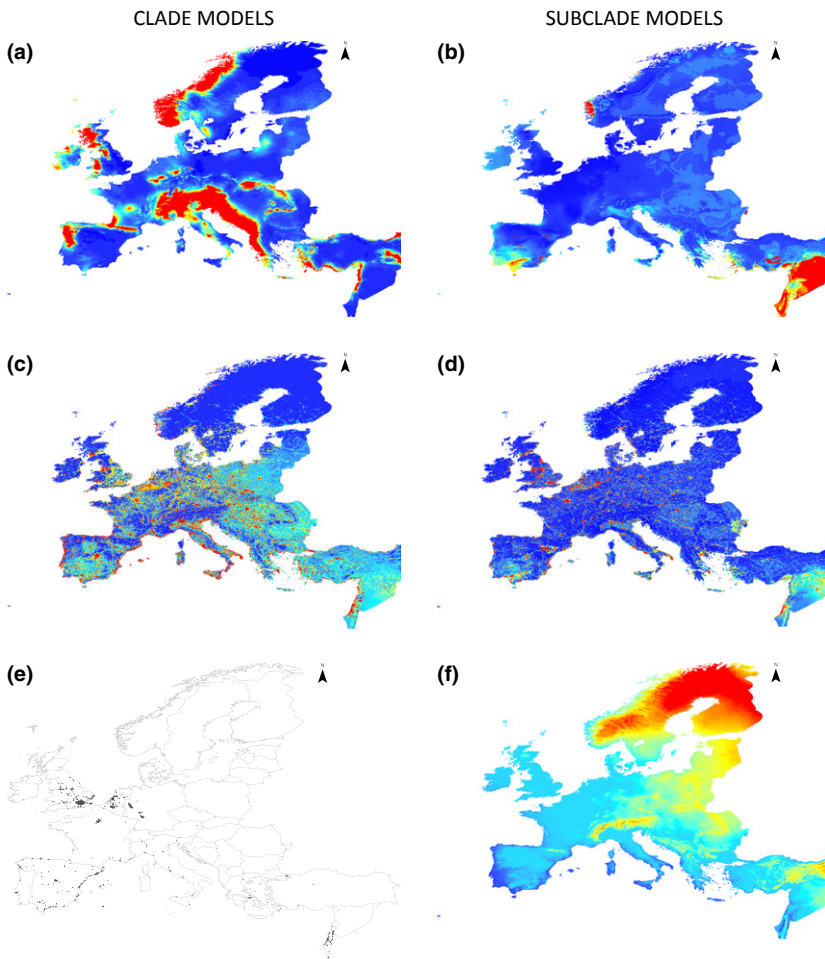 CLADE MODELS
SUBCLADE MODELS
(a)
N
(b)
N
(c)
N
(d)
N
(e)
N
(f)
N